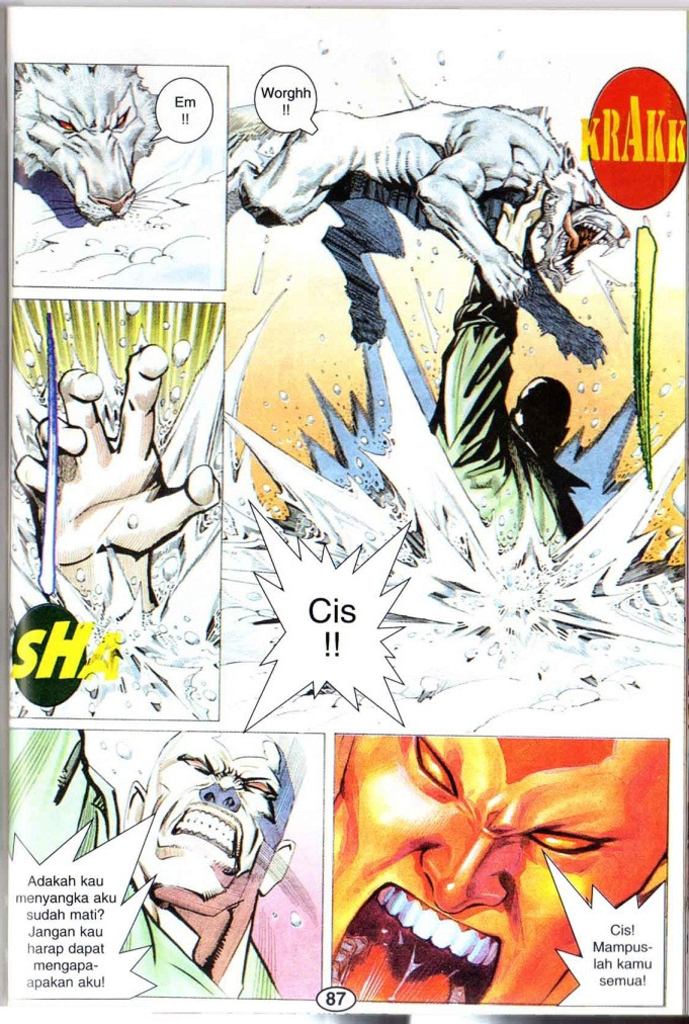 Em
!!
Worghh
!!
KRAKK
SHA
Cis
!!
Adakah kau
menyangka aku
sudah mati?
Jangan kau
harap dapat
mengapa-
apakan aku!
Cis!
Mampus-
lah kamu
semua!
87